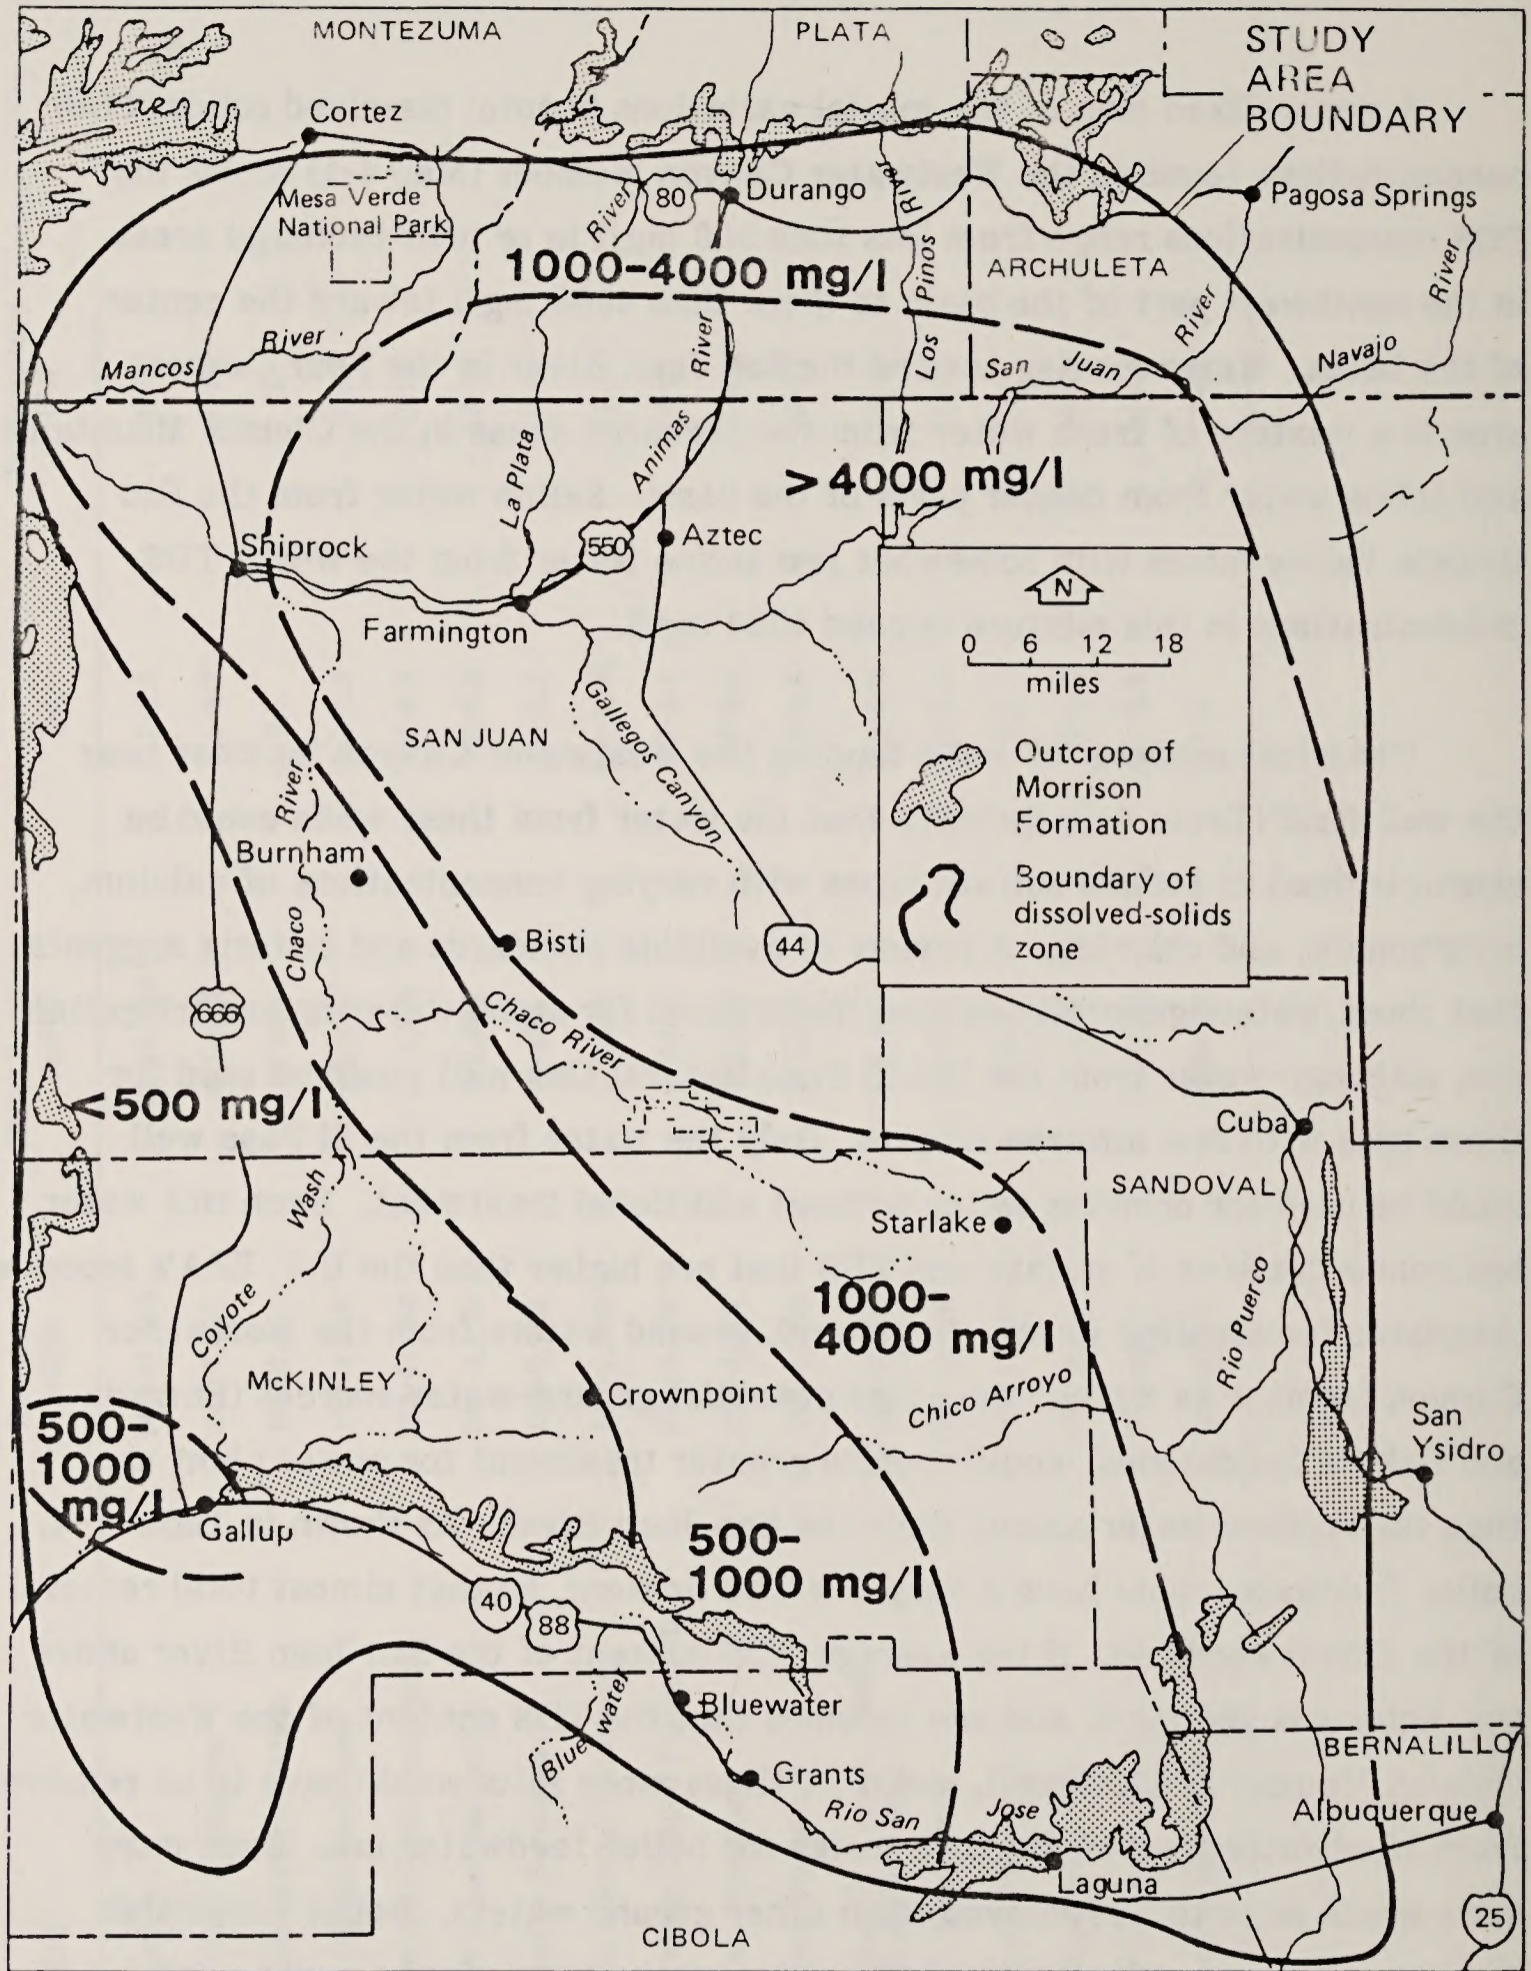 MONTEZUMA
PLATA
STUDY
AREA
BOUNDARY
Cortez
Mesa Verde
National Park
River
80
Durango
River
Pagosa Springs
1000-4000 mg/l
Pinos
ARCHULETA
River
River
River
River
Los
San Juan
Navajo
Mancos
La Plata
Animas
>4000 mg/l
Shiprock
550
Aztec
Farmington
N
0 6 12 18
miles
SAN JUAN
Gallegos Canyon
Outcrop of
Morrison
Formation
River
Burnham
Chaco
Boundary of
dissolved-solids
zone
Bisti
44
666
Chaco River
<500 mg/l
Cuba
Wash
SANDOVAL
Starlake
1000-
4000 mg/l
Coyote
Rio Puerco
McKINLEY
Crownpoint
Chico Arroyo
500-
1000
mg/l
San
Ysidro
Gallup
500-
1000 mg/l
40
88
Bluewater
Blue water
Grants
BERNALILLO
Rio San Jose
Albuquerque
Laguna
25
CIBOLA